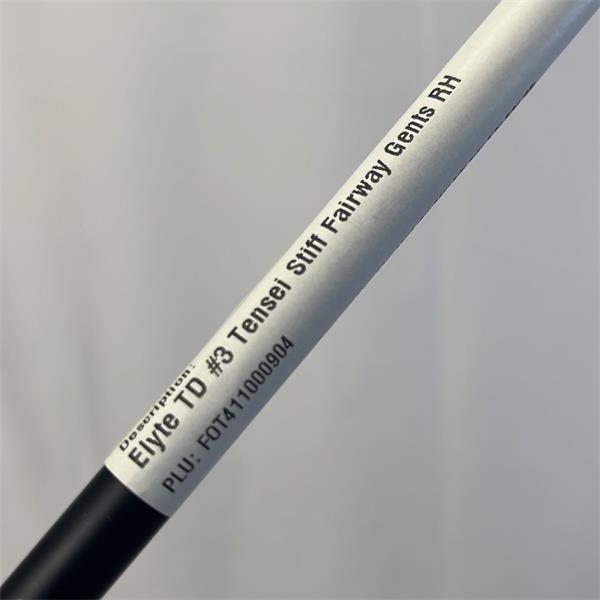 Description:
Elyte TD #3 Tensei Stiff Fairway Gents RH
PLU: FOT411000904